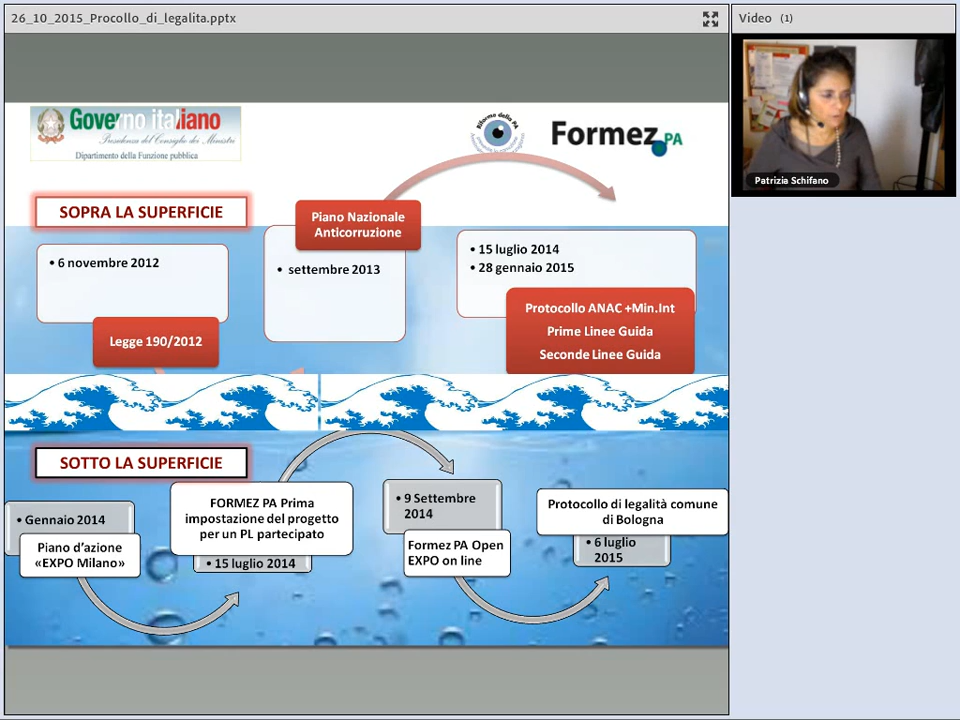 26_10_2015_Procollo_di_legalita.pptx
Video (1)
Patrizia Schifano
Governo italiano
Presidenza del Consiglio dei Ministri
Dipartimento della Funzione pubblica
Riforme della PA
Formez PA
SOPRA LA SUPERFICIE
• 6 novembre 2012
Legge 190/2012
Piano Nazionale
Anticorruzione
• settembre 2013
• 15 luglio 2014
• 28 gennaio 2015
Protocollo ANAC +Min.Int
Prime Linee Guida
Seconde Linee Guida
SOTTO LA SUPERFICIE
• Gennaio 2014
Piano d'azione
«EXPO Milano»
FORMEZ PA Prima
impostazione del progetto
per un PL partecipato
• 15 luglio 2014
• 9 Settembre
2014
Formez PA Open
EXPO on line
Protocollo di legalità comune
di Bologna
• 6 luglio
2015